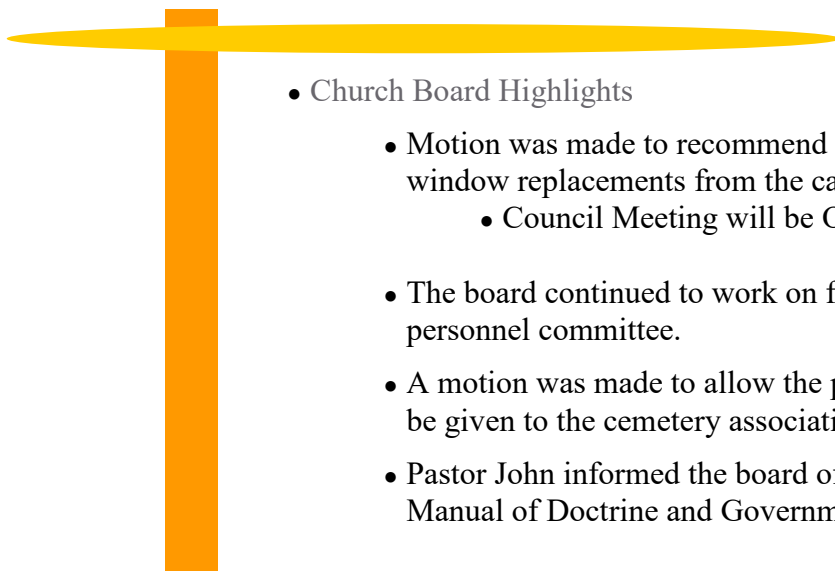 • Church Board Highlights
• Motion was made to recommend
window replacements from the ca
• Council Meeting will be
• The board continued to work on f
personnel committee.
• A motion was made to allow the p
be given to the cemetery associati
• Pastor John informed the board of
Manual of Doctrine and Governm